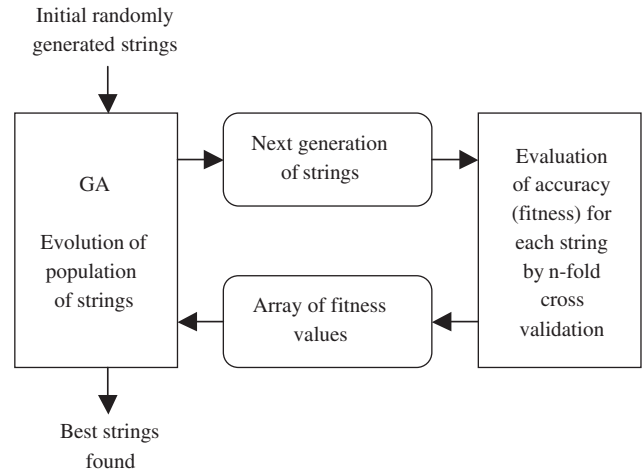 Initial randomly
generated strings
GA
Evolution of
population
of strings
Next generation
of strings
Evaluation
of accuracy
(fitness) for
each string
by n-fold
cross
validation
Array of fitness
values
Best strings
found